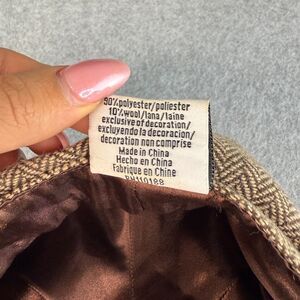 90%polyester/poliester
10%wool/lana/laine
exclusive of decoration/
excluyendo la decoracion/
decoration non comprise
Made in China
Hecho en China
Fabrique en Chine
RN110168